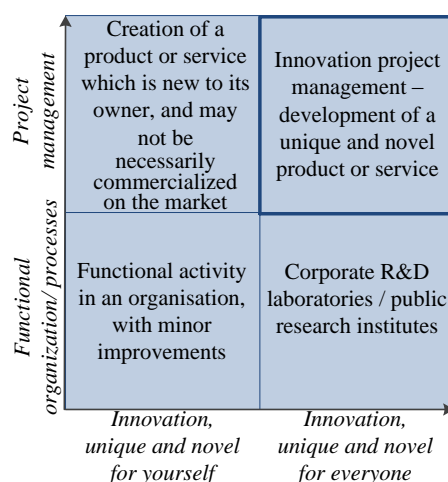 Project
management
Creation of a
product or service
which is new to its
owner, and may
not be
necessarily
commercialized
on the market
Innovation project
management –
development of a
unique and novel
product or service
Functional
organization/ processes
Functional activity
in an organisation,
with minor
improvements
Corporate R&D
laboratories / public
research institutes
Innovation,
unique and novel
for yourself
Innovation,
unique and novel
for everyone